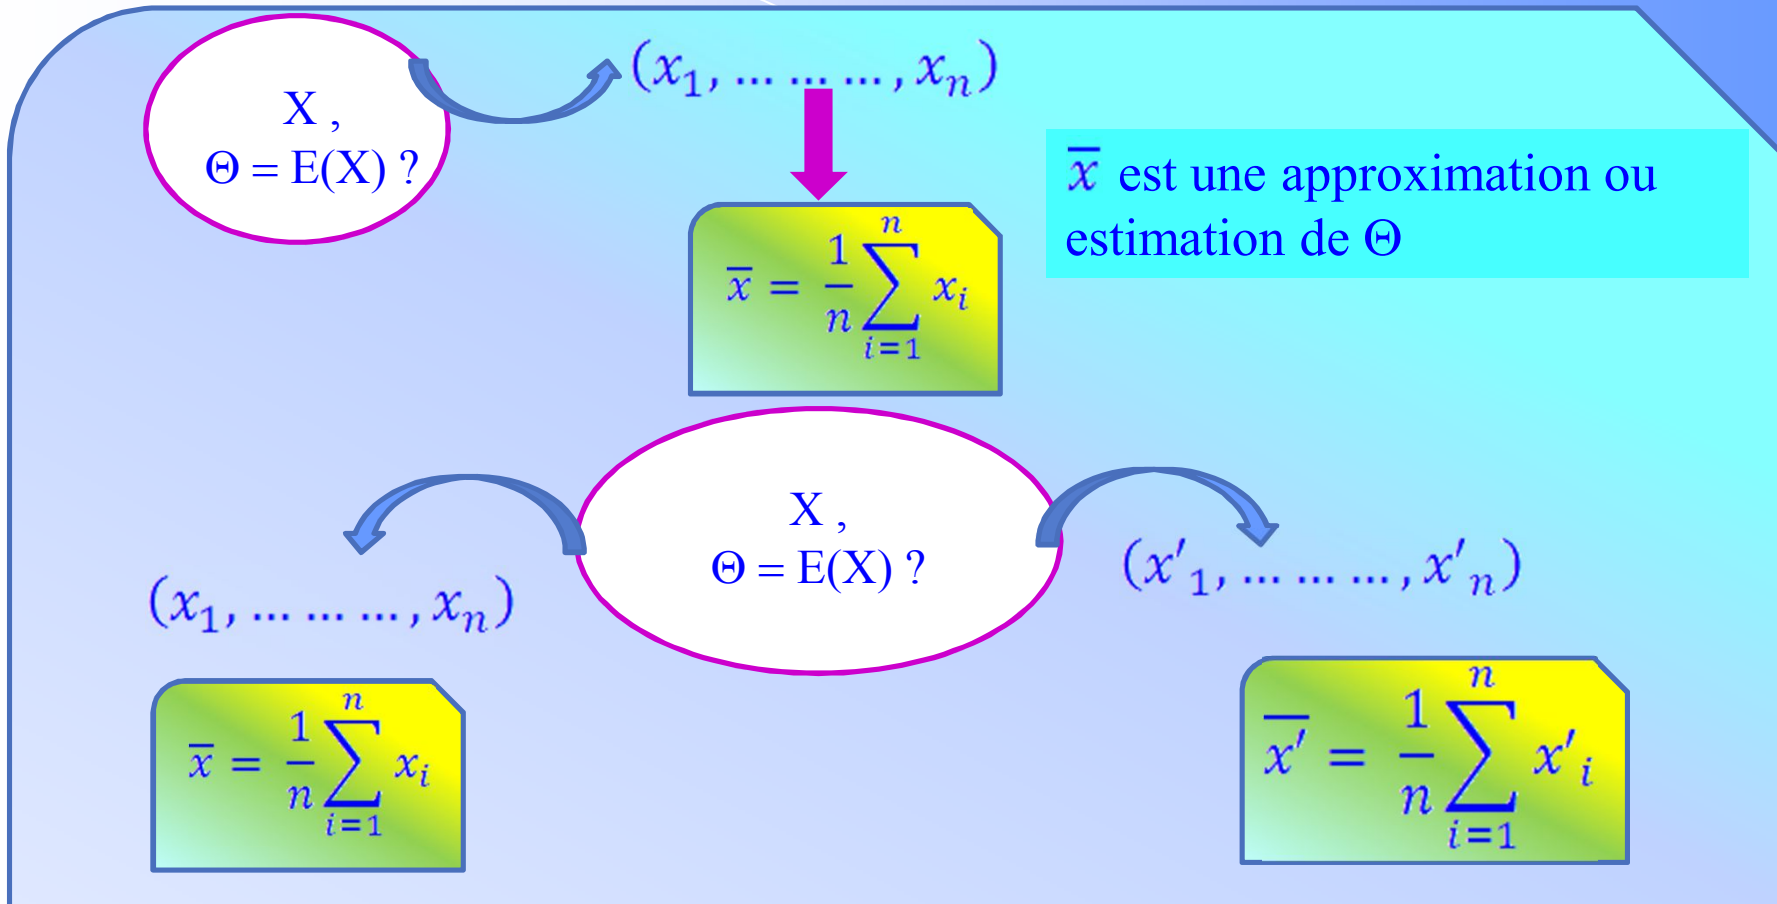 X ,
Θ = E(X) ?
(x₁, … … … , xₙ)
x̅ est une approximation ou
estimation de Θ
x̅ = 1/n ∑ᵢ₌₁ⁿ xᵢ
X ,
Θ = E(X) ?
(x₁, … … … , xₙ)
(x′₁, … … … , x′ₙ)
x̅ = 1/n ∑ᵢ₌₁ⁿ xᵢ
x̅′̅ = 1/n ∑ᵢ₌₁ⁿ x′ᵢ